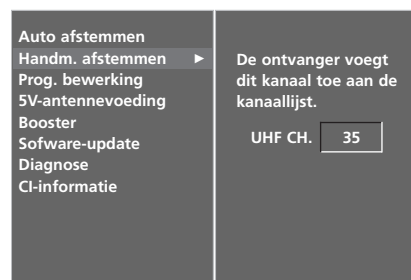 Auto afstemmen
Handm. afstemmen ►
Prog. bewerking
5V-antennevoeding
Booster
Sofware-update
Diagnose
CI-informatie
De ontvanger voegt
dit kanaal toe aan de
kanaallijst.
UHF CH. 35